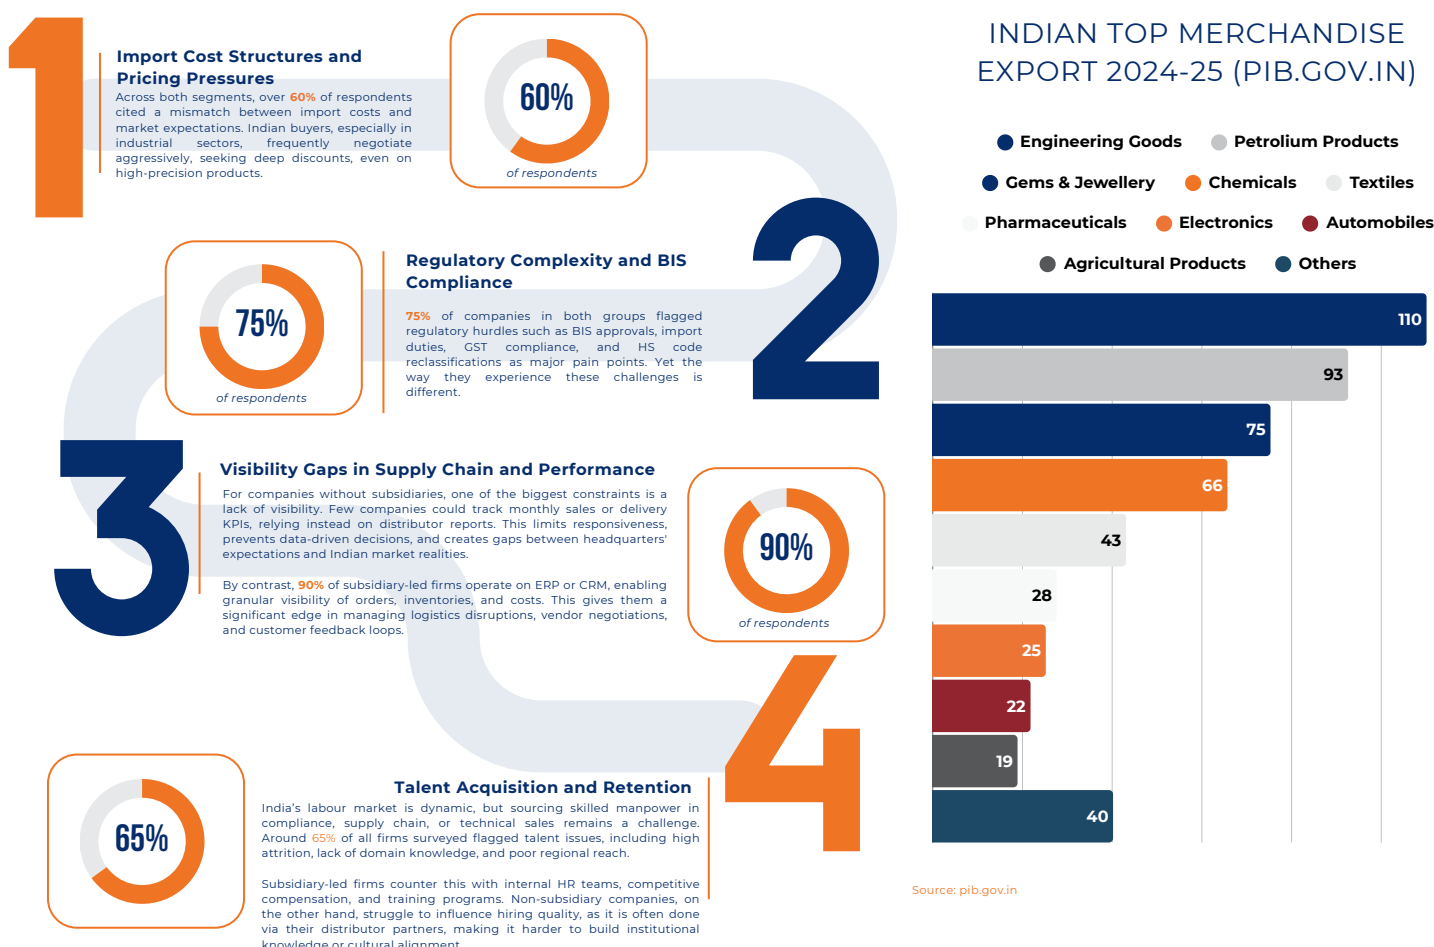 1
Import Cost Structures and
Pricing Pressures
Across both segments, over 60% of respondents
cited a mismatch between import costs and
market expectations. Indian buyers, especially in
industrial sectors, frequently negotiate
aggressively, seeking deep discounts, even on
high-precision products.
60%
of respondents
2
Regulatory Complexity and BIS
Compliance
75% of companies in both groups flagged
regulatory hurdles such as BIS approvals, import
duties, GST compliance, and HS code
reclassifications as major pain points. Yet the
way they experience these challenges is
different.
75%
of respondents
3
Visibility Gaps in Supply Chain and Performance
For companies without subsidiaries, one of the biggest constraints is a
lack of visibility. Few companies could track monthly sales or delivery
KPIs, relying instead on distributor reports. This limits responsiveness,
prevents data-driven decisions, and creates gaps between headquarters'
expectations and Indian market realities.
By contrast, 90% of subsidiary-led firms operate on ERP or CRM, enabling
granular visibility of orders, inventories, and costs. This gives them a
significant edge in managing logistics disruptions, vendor negotiations,
and customer feedback loops.
90%
of respondents
4
Talent Acquisition and Retention
India's labour market is dynamic, but sourcing skilled manpower in
compliance, supply chain, or technical sales remains a challenge.
Around 65% of all firms surveyed flagged talent issues, including high
attrition, lack of domain knowledge, and poor regional reach.
Subsidiary-led firms counter this with internal HR teams, competitive
compensation, and training programs. Non-subsidiary companies, on
the other hand, struggle to influence hiring quality, as it is often done
via their distributor partners, making it harder to build institutional
knowledge or cultural alignment.
65%
INDIAN TOP MERCHANDISE
EXPORT 2024-25 (PIB.GOV.IN)
Engineering Goods Petrolium Products
Gems & Jewellery Chemicals Textiles
Pharmaceuticals Electronics Automobiles
Agricultural Products Others
110
93
75
66
43
28
25
22
19
40
Source: pib.gov.in